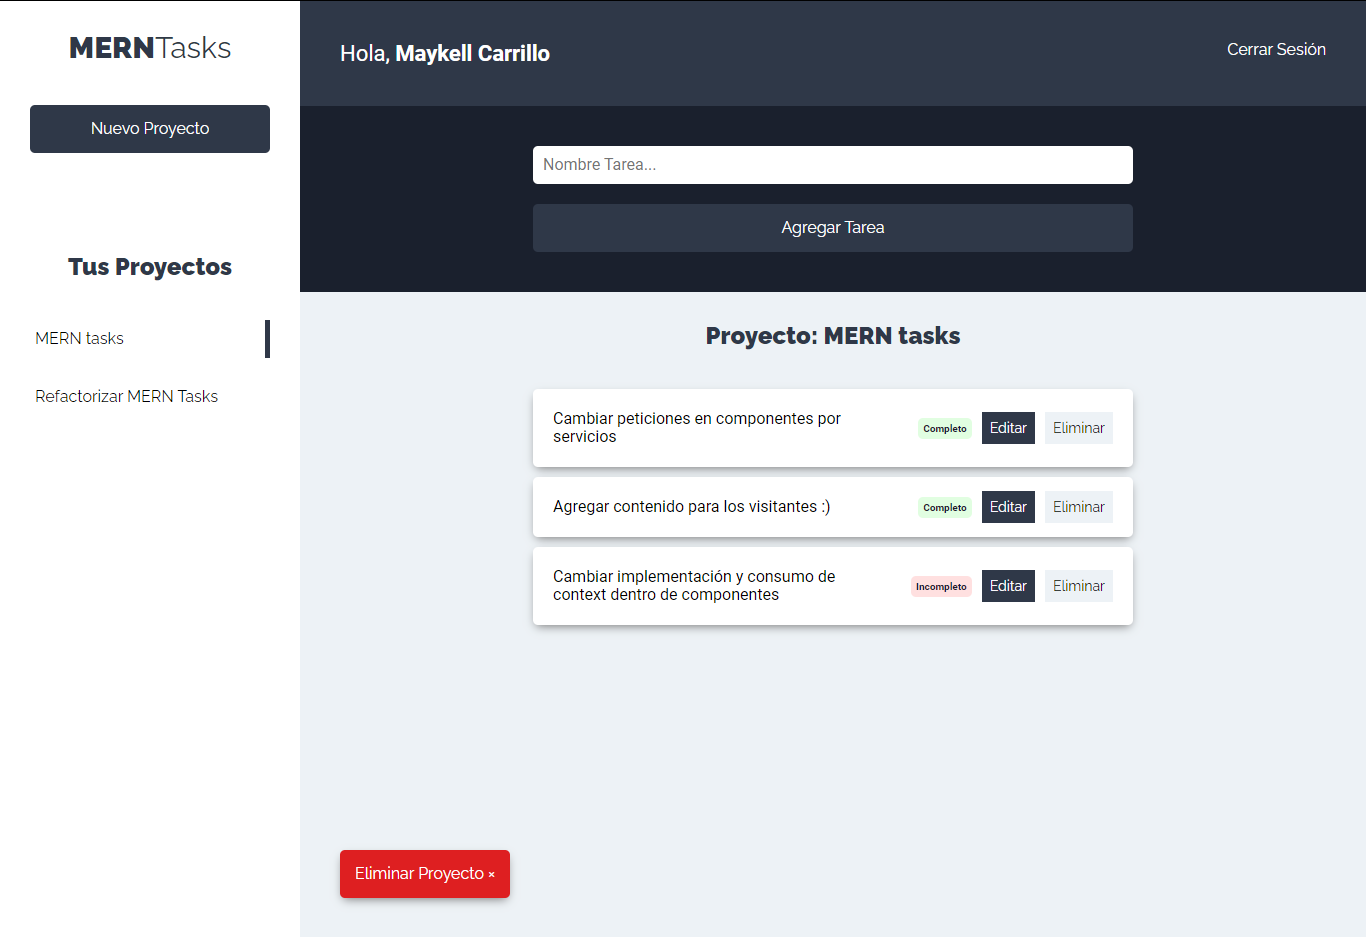 MERNTasks
Nuevo Proyecto
Tus Proyectos
MERN tasks
Refactorizar MERN Tasks
Hola, Maykell Carrillo
Cerrar Sesión
Nombre Tarea...
Agregar Tarea
Proyecto: MERN tasks
Cambiar peticiones en componentes por
servicios
Completo
Editar
Eliminar
Agregar contenido para los visitantes :)
Completo
Editar
Eliminar
Cambiar implementación y consumo de
context dentro de componentes
Incompleto
Editar
Eliminar
Eliminar Proyecto ×